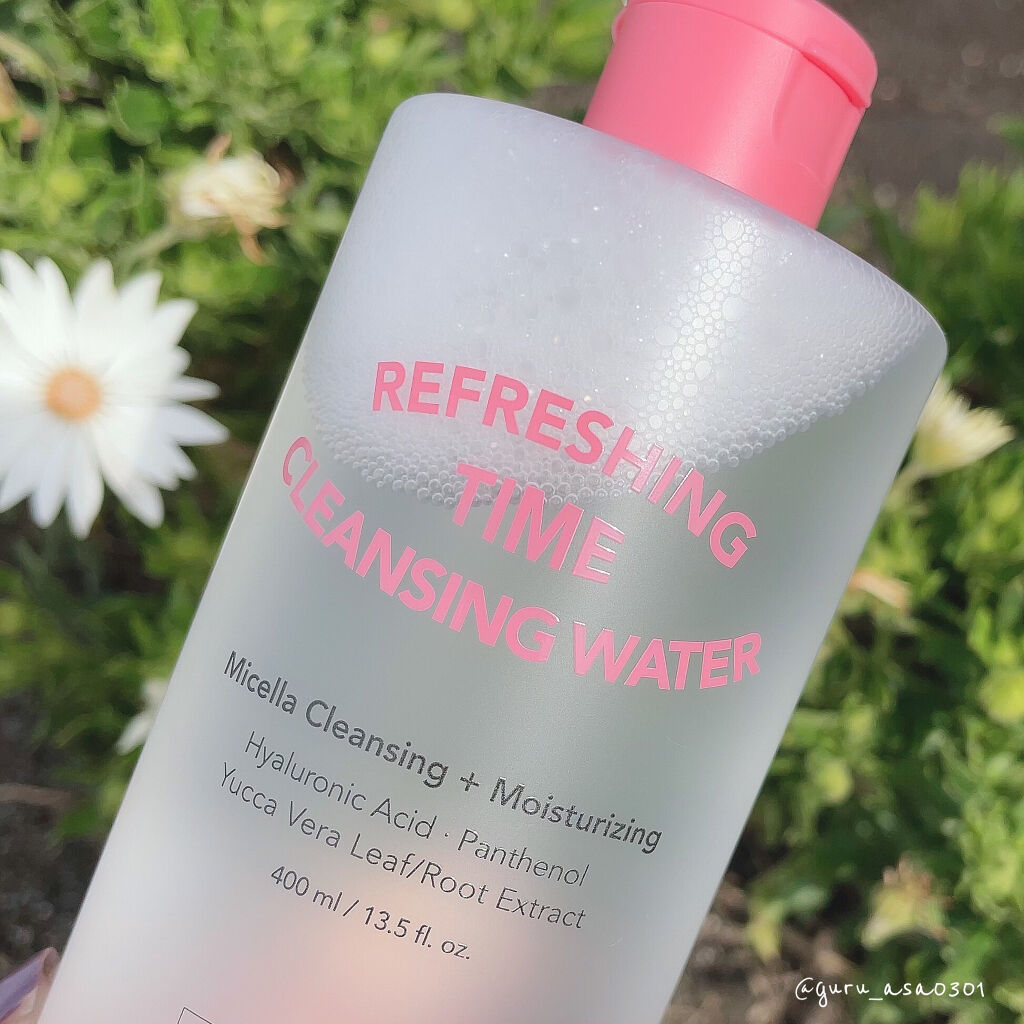 REFRESHING
TIME
CLEANSING WATER
Micella Cleansing + Moisturizing
Hyaluronic Acid · Panthenol
Yucca Vera Leaf/Root Extract
400 ml / 13.5 fl. oz.
@guru_asa0301